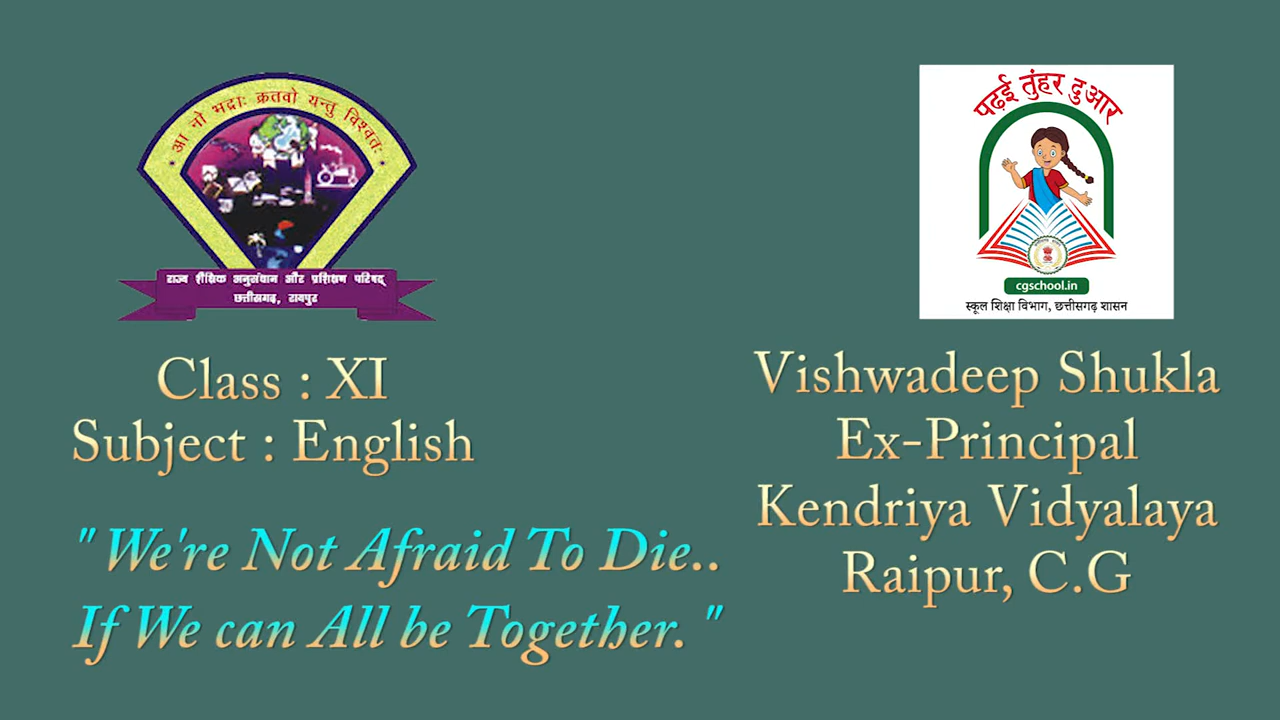 आ नो भद्राः क्रतवो यन्तु विश्वतः
राज्य शैक्षिक अनुसंधान और प्रशिक्षण परिषद्
छत्तीसगढ़, रायपुर
Class : XI
Subject : English
" We're Not Afraid To Die..
If We can All be Together. "
पढ़ई तुंहर दुआर
cgschool.in
स्कूल शिक्षा विभाग, छत्तीसगढ़ शासन
Vishwadeep Shukla
Ex-Principal
Kendriya Vidyalaya
Raipur, C.G